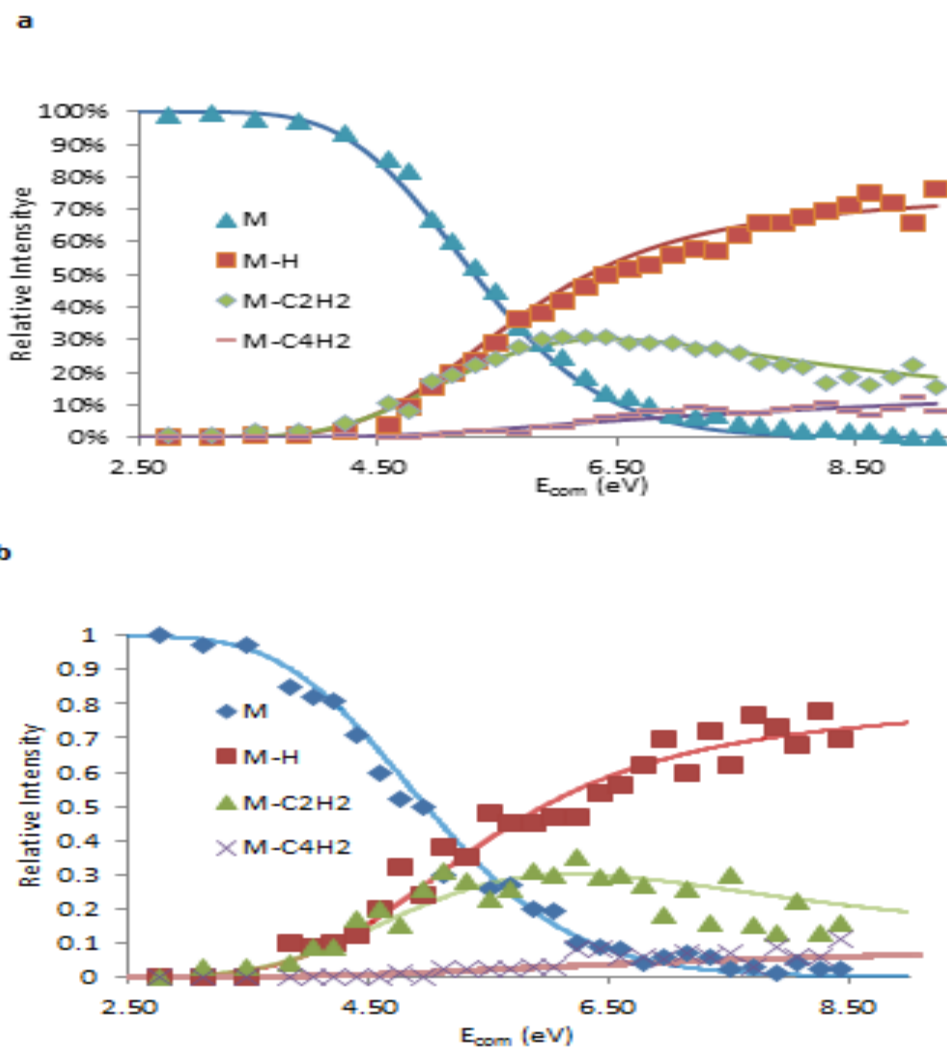 a
100%
90%
80%
70%
60%
50%
40%
30%
20%
10%
0%
Relative Intensitye
M
M-H
M-C2H2
M-C4H2
2.50 4.50 6.50 8.50
Ecom (eV)
b
1
0.9
0.8
0.7
0.6
0.5
0.4
0.3
0.2
0.1
0
Relative Intensity
M
M-H
M-C2H2
M-C4H2
2.50 4.50 6.50 8.50
Ecom (eV)